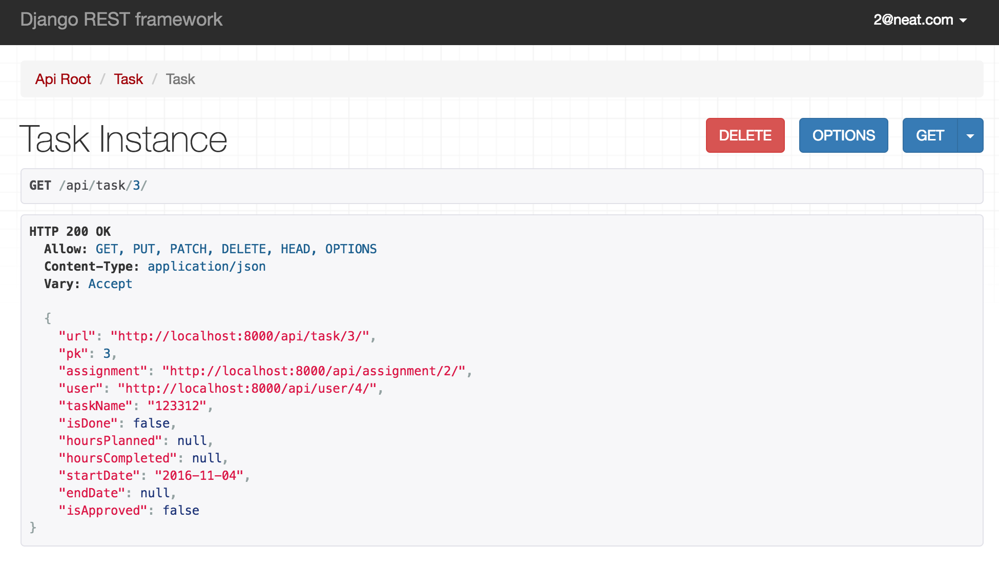 Django REST framework
2@neat.com
Api Root / Task / Task
Task Instance
DELETE
OPTIONS
GET
GET /api/task/3/
HTTP 200 OK
Allow: GET, PUT, PATCH, DELETE, HEAD, OPTIONS
Content-Type: application/json
Vary: Accept
{
"url": "http://localhost:8000/api/task/3/",
"pk": 3,
"assignment": "http://localhost:8000/api/assignment/2/",
"user": "http://localhost:8000/api/user/4/",
"taskName": "123312",
"isDone": false,
"hoursPlanned": null,
"hoursCompleted": null,
"startDate": "2016-11-04",
"endDate": null,
"isApproved": false
}